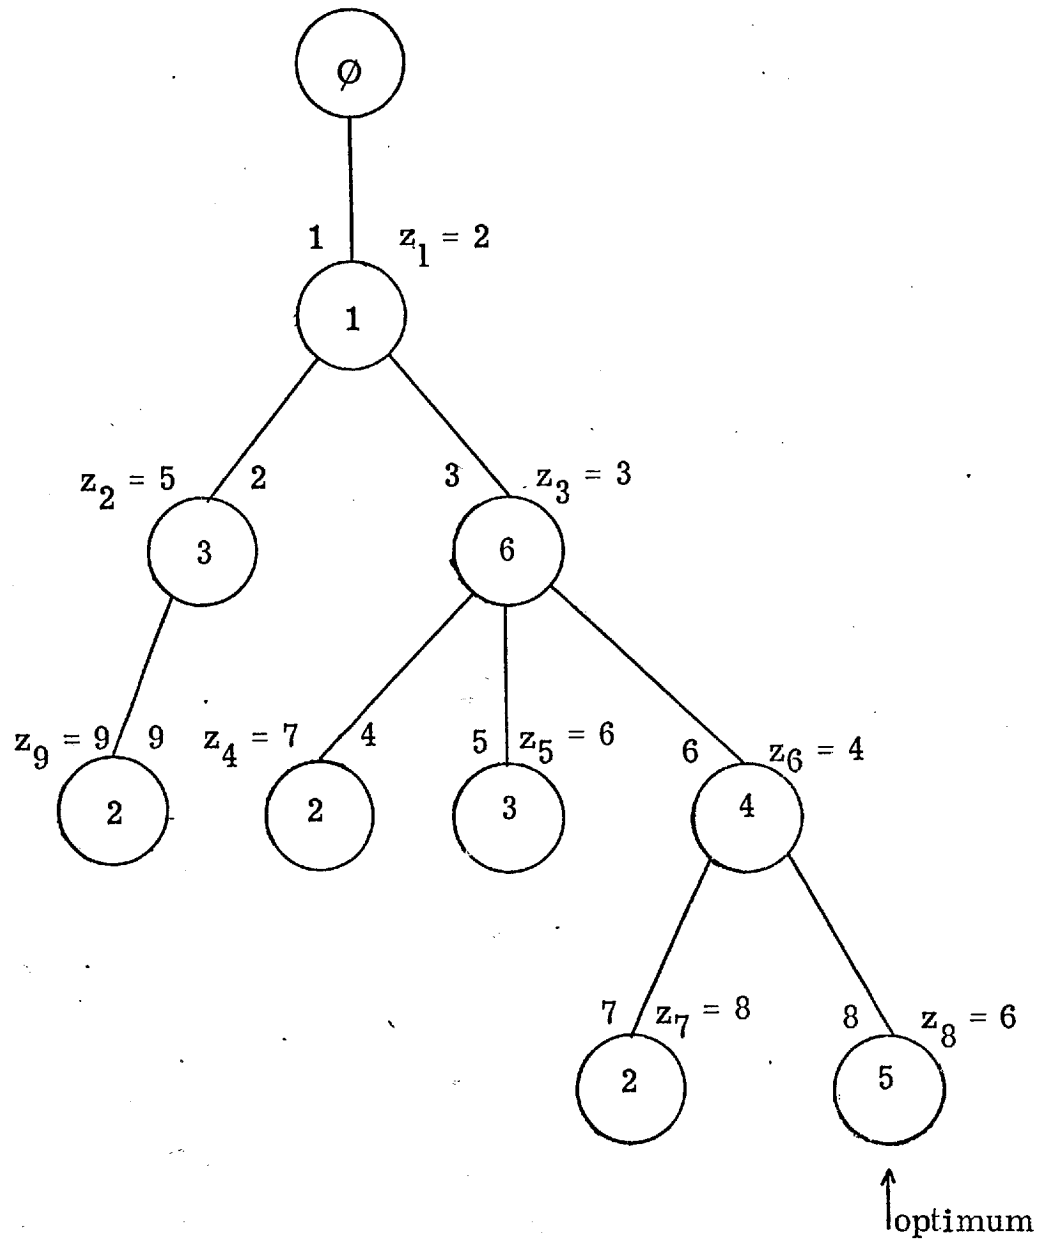 ∅
1 z₁ = 2
1
z₂ = 5 2 3 z₃ = 3
3 6
z₉ = 9 9 z₄ = 7 4 5 z₅ = 6 6 z₆ = 4
2 2 3 4
7 z₇ = 8 8 z₈ = 6
2 5
↑optimum